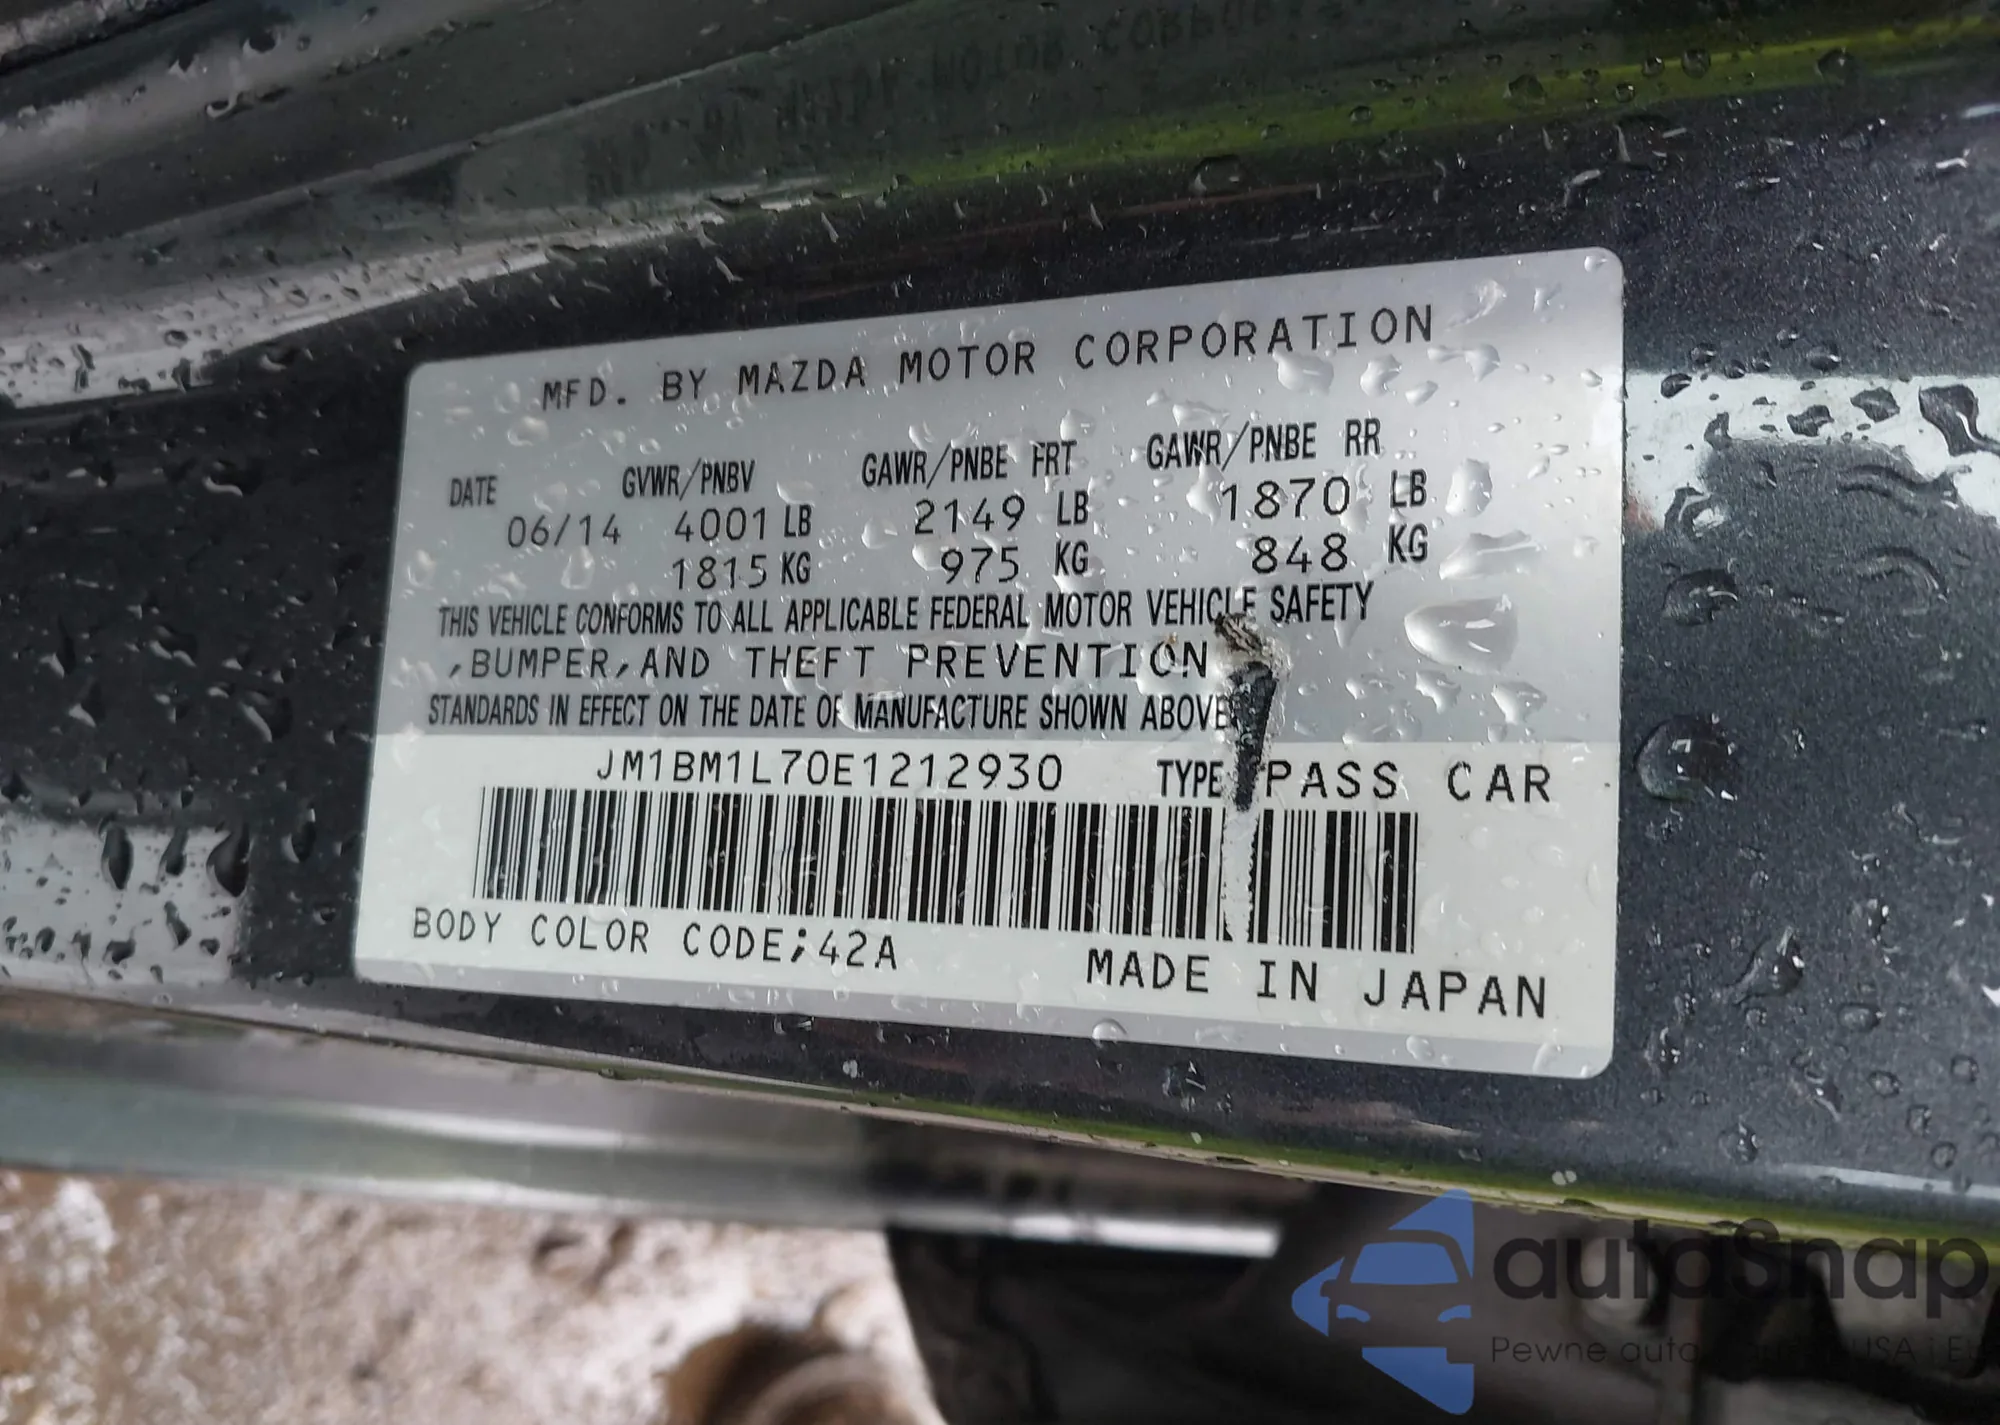 MFD. BY MAZDA MOTOR CORPORATION
DATE GVWR/PNBV GAWR/PNBE FRT GAWR/PNBE RR
06/14 4001 LB 2149 LB 1870 LB
1815 KG 975 KG 848 KG
THIS VEHICLE CONFORMS TO ALL APPLICABLE FEDERAL MOTOR VEHICLE SAFETY
,BUMPER,AND THEFT PREVENTION
STANDARDS IN EFFECT ON THE DATE OF MANUFACTURE SHOWN ABOVE
JM1BM1L70E1212930 TYPE PASS CAR
BODY COLOR CODE;42A
MADE IN JAPAN
autoSnap
Pewne auto USA i